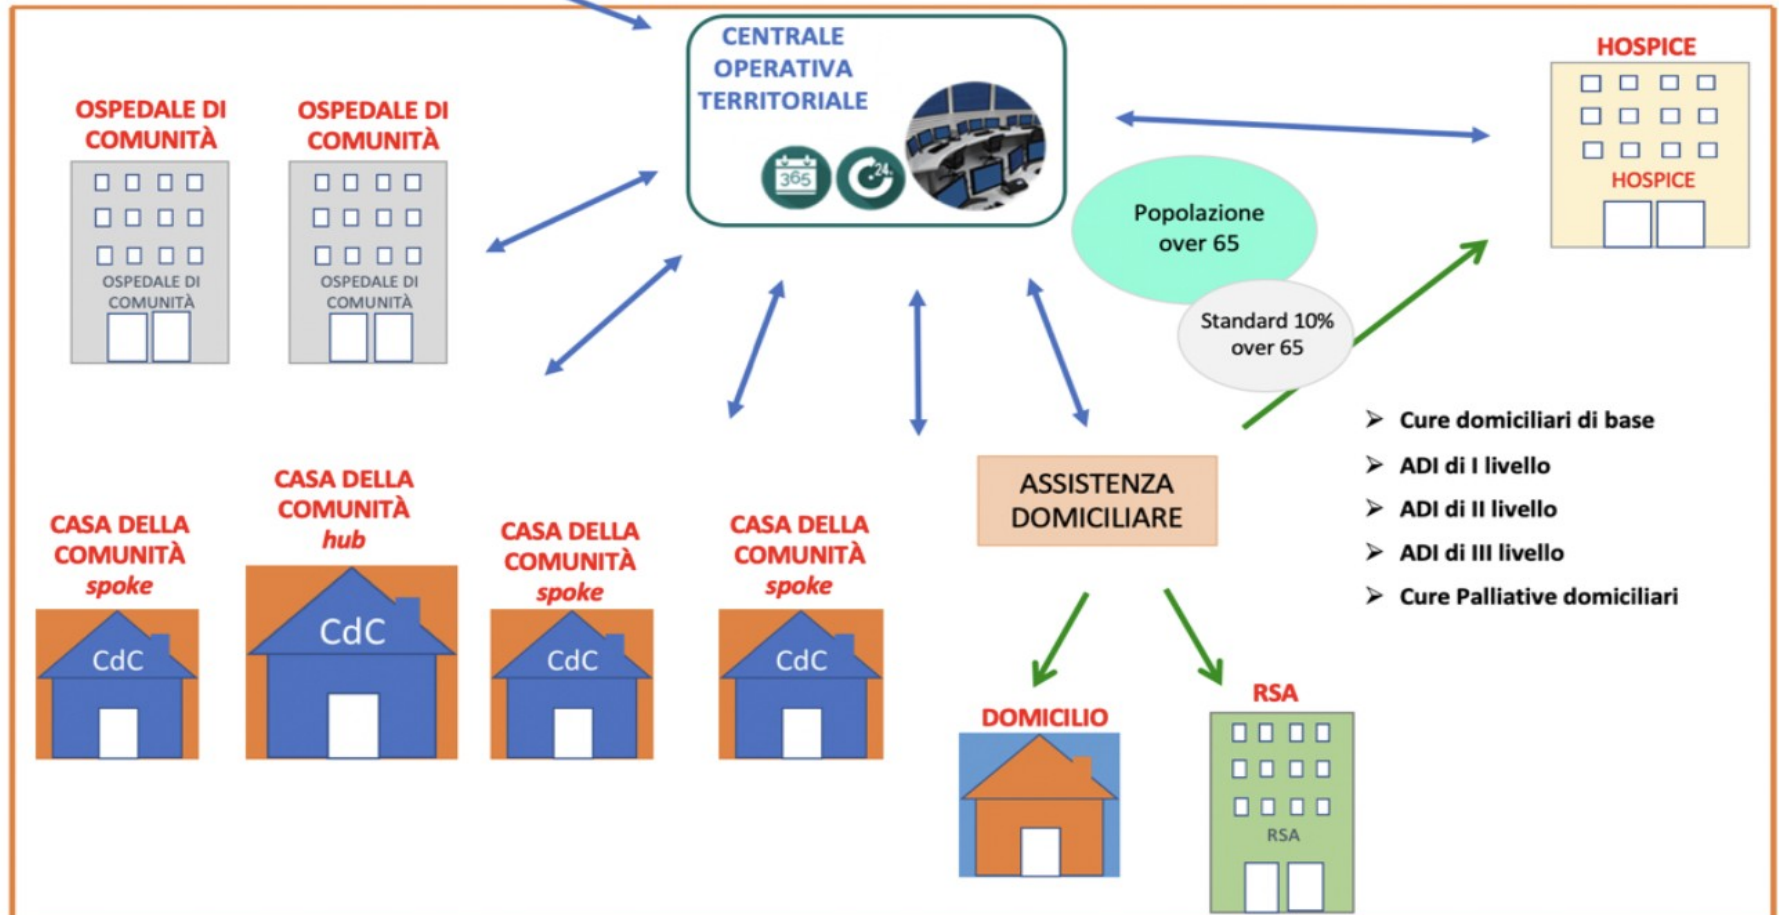 CENTRALE
OPERATIVA
TERRITORIALE
365
24h
HOSPICE
HOSPICE
OSPEDALE DI
COMUNITÀ
OSPEDALE DI
COMUNITÀ
OSPEDALE DI
COMUNITÀ
OSPEDALE DI
COMUNITÀ
Popolazione
over 65
Standard 10%
over 65
Cure domiciliari di base
ADI di I livello
ADI di II livello
ADI di III livello
Cure Palliative domiciliari
ASSISTENZA
DOMICILIARE
CASA DELLA
COMUNITÀ
spoke
CdC
CASA DELLA
COMUNITÀ
hub
CdC
CASA DELLA
COMUNITÀ
spoke
CdC
CASA DELLA
COMUNITÀ
spoke
CdC
DOMICILIO
RSA
RSA